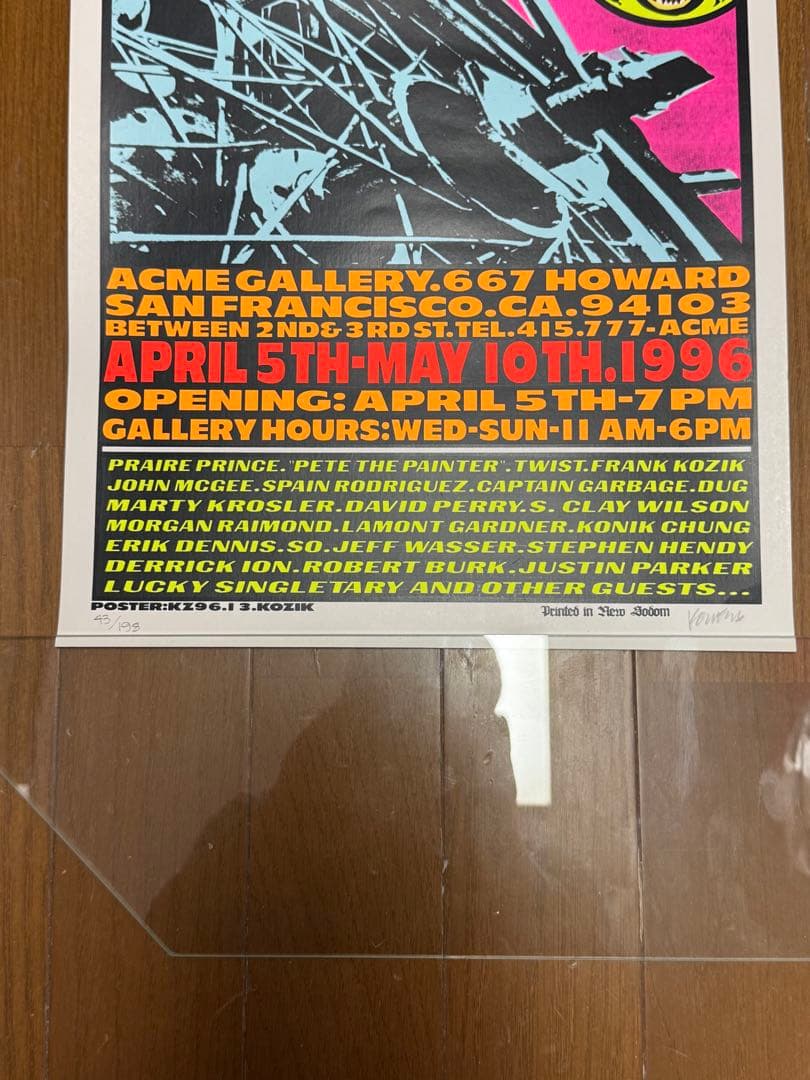 ACME GALLERY.667 HOWARD
SAN FRANCISCO.CA.94103
BETWEEN 2ND&3RD ST.TEL.415.777-ACME
APRIL 5TH-MAY 10TH.1996
OPENING: APRIL 5TH-7 PM
GALLERY HOURS:WED-SUN-11 AM-6PM
PRAIRE PRINCE."PETE THE PAINTER".TWIST.FRANK KOZIK
JOHN MCGEE.SPAIN RODRIGUEZ.CAPTAIN GARBAGE.DUG
MARTY KROSLER.DAVID PERRY.S. CLAY WILSON
MORGAN RAIMOND.LAMONT GARDNER.KONIK CHUNG
ERIK DENNIS.SO.JEFF WASSER.STEPHEN HENDY
DERRICK ION.ROBERT BURK.JUSTIN PARKER
LUCKY SINGLETARY AND OTHER GUESTS...
POSTER:KZ96.13.KOZIK
Printed in New Sodom
43/198